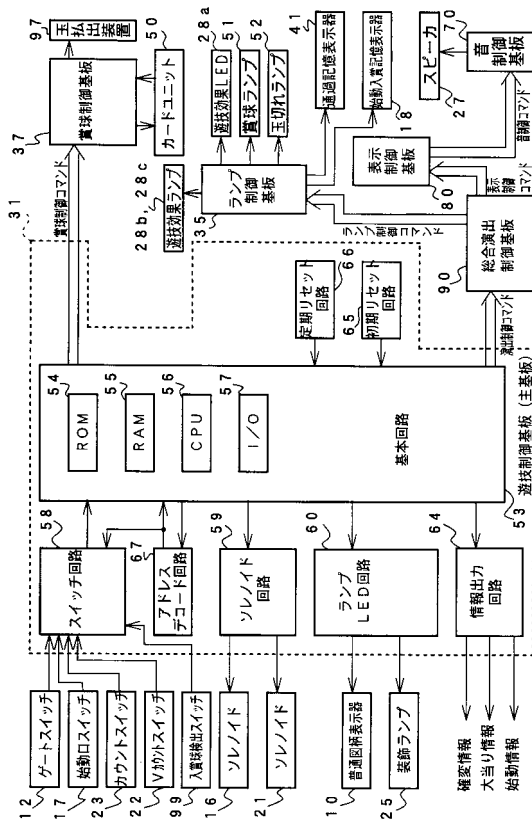 12
ゲートスイッチ
17
始動口スイッチ
23
カウントスイッチ
22
Vカウントスイッチ
99
入賞球検出スイッチ
16
ソレノイド
21
ソレノイド
10
普通図柄表示器
25
装飾ランプ
確変情報
大当り情報
始動情報
58
スイッチ回路
67
アドレス
デコード回路
59
ソレノイド
回路
60
ランプ
LED回路
64
情報出力
回路
ROM
54
RAM
55
CPU
56
I/O
57
基本回路
53
遊技制御基板(主基板)
31
定期リセット
回路
66
初期リセット
回路
65
賞球制御コマンド
37
賞球制御基板
97
玉払出装置
50
カードユニット
28b, 28c
遊技効果ランプ
28a
遊技効果LED
51
賞球ランプ
52
玉切れランプ
35
ランプ
制御基板
41
通過記憶表示器
始動入賞記憶表示器
18
ランプ制御コマンド
表示
制御基板
80
表示制御
コマンド
90
総合演出
制御基板
演出制御コマンド
音制御コマンド
スピーカ
27
音
制御基板
70